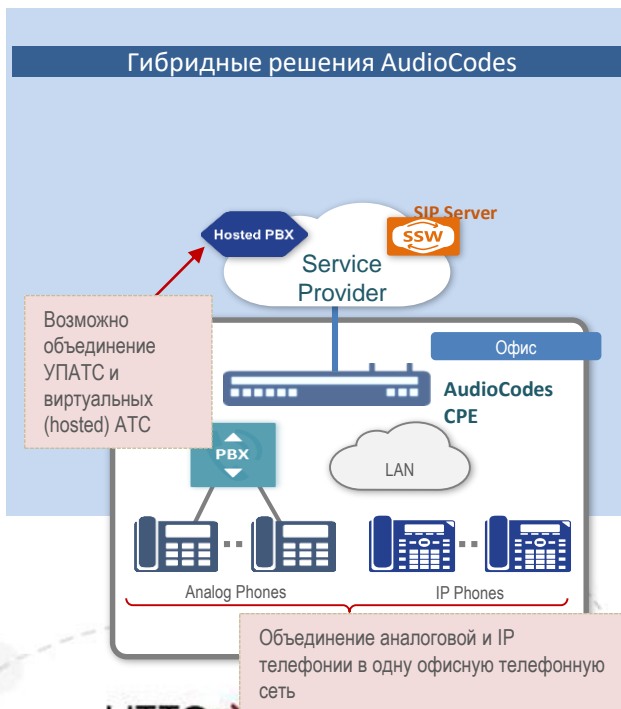 Гибридные решения AudioCodes
SIP Server
Hosted PBX
SSW
Service
Provider
Возможно
объединение
УПАТС и
виртуальных
(hosted) АТС
Офис
AudioCodes
CPE
PBX
LAN
Analog Phones
IP Phones
Объединение аналоговой и IP
телефонии в одну офисную телефонную
сеть